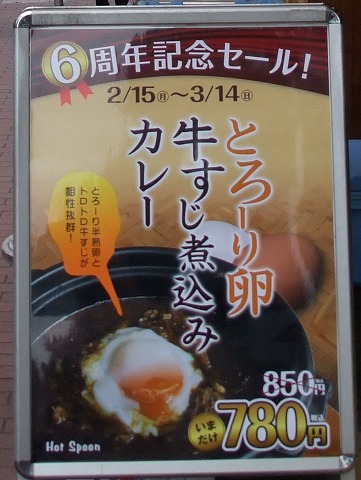 6周年記念セール!
2/15㊊〜3/14㊐
とろーり卵
牛すじ煮込み
カレー
とろーり半熟卵と
トロトロ牛すじが
相性抜群!
850円
いまだけ
780円税込
Hot Spoon